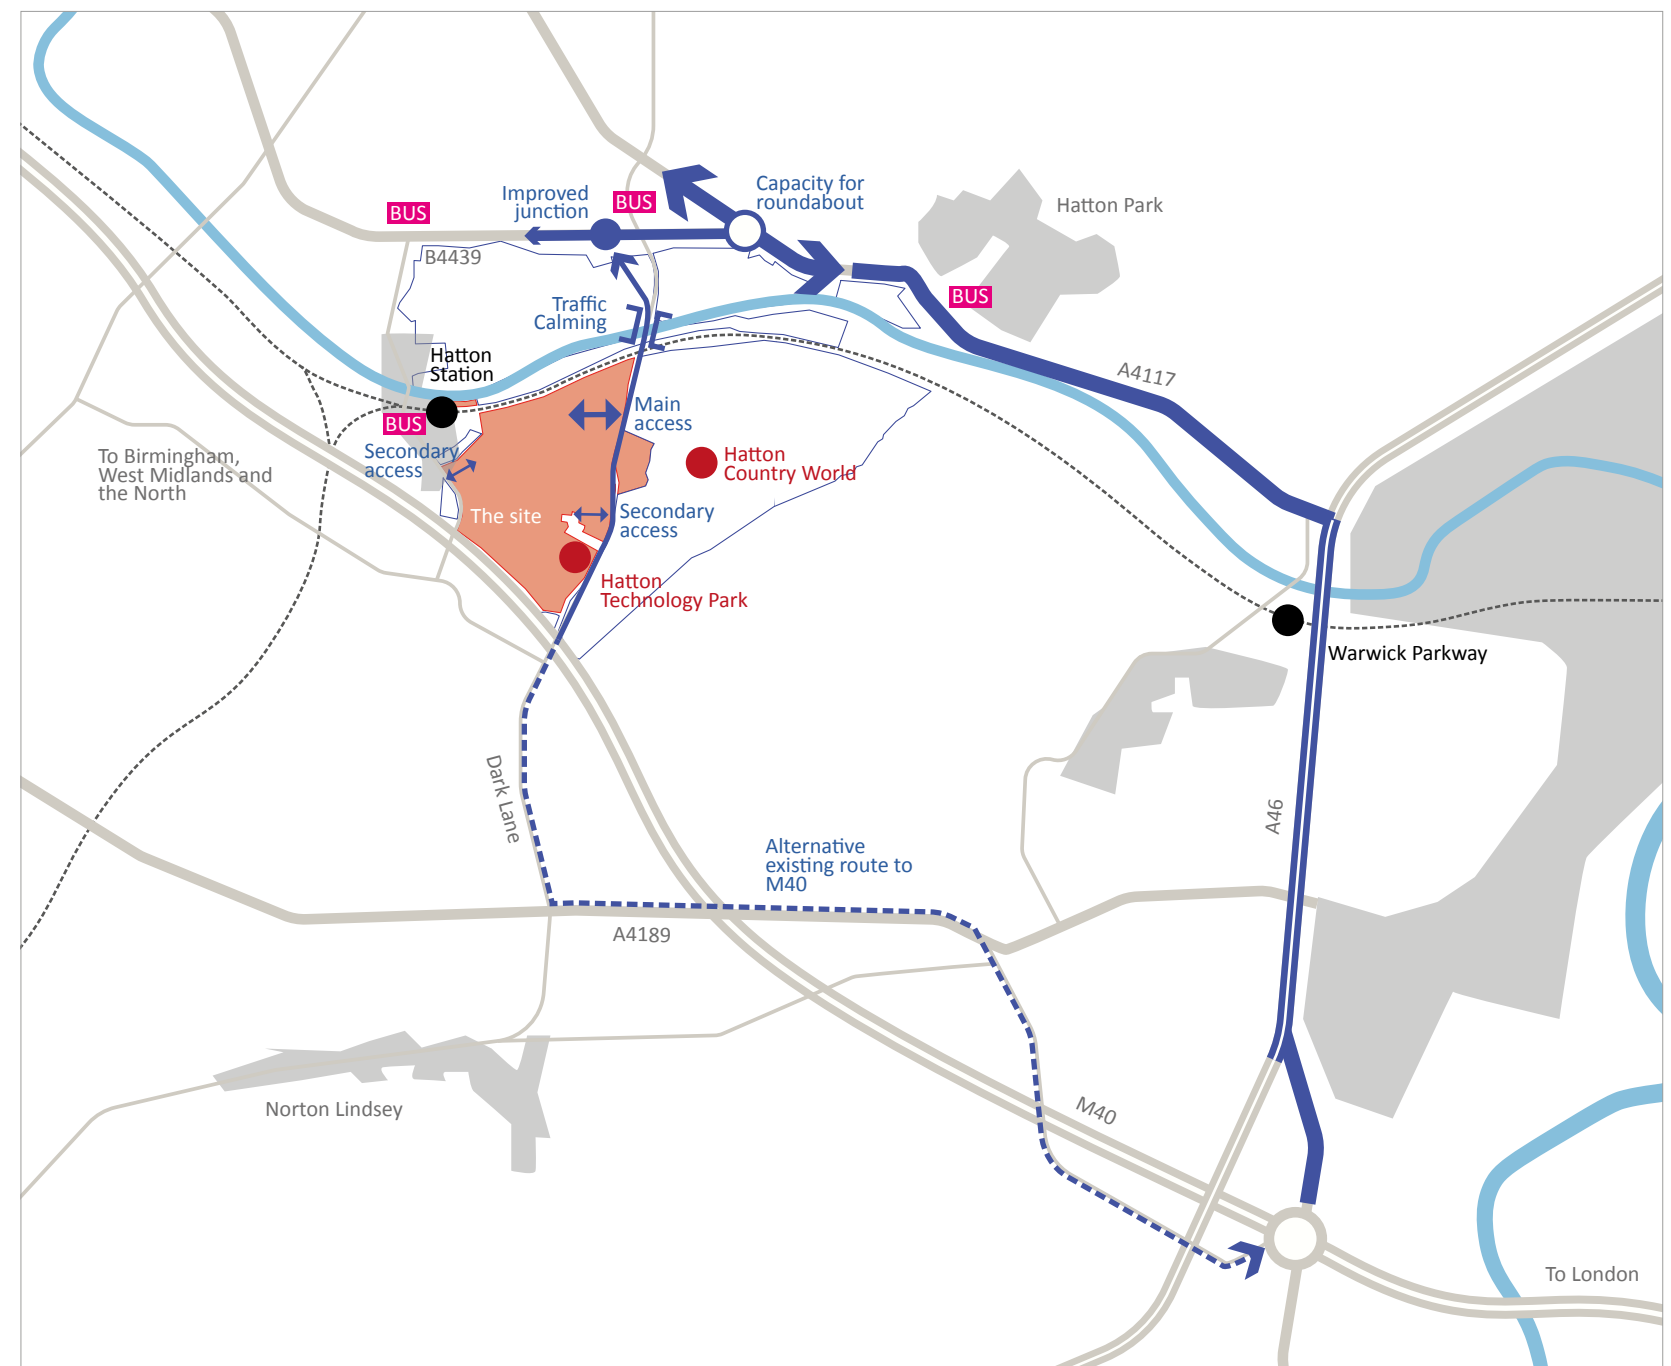 Improved
junction
BUS
Capacity for
roundabout
Hatton Park
BUS
B4439
BUS
Traffic
Calming
Hatton
Station
A4117
BUS
Main
access
Secondary
access
Hatton
Country World
To Birmingham,
West Midlands and
the North
The site
Secondary
access
Hatton
Technology Park
Warwick Parkway
Dark Lane
A46
Alternative
existing route to
M40
A4189
Norton Lindsey
M40
To London